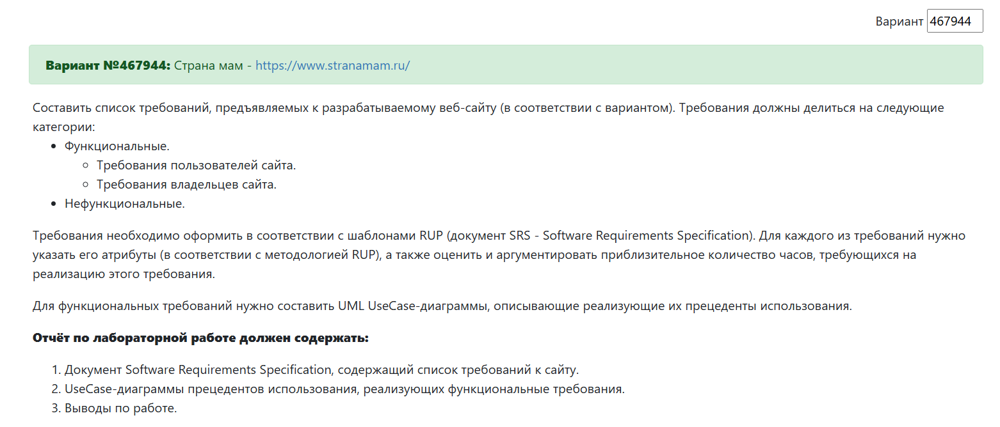 Вариант 467944
Вариант №467944: Страна мам - https://www.stranamam.ru/
Составить список требований, предъявляемых к разрабатываемому веб-сайту (в соответствии с вариантом). Требования должны делиться на следующие
категории:
• Функциональные.
◦ Требования пользователей сайта.
◦ Требования владельцев сайта.
• Нефункциональные.
Требования необходимо оформить в соответствии с шаблонами RUP (документ SRS - Software Requirements Specification). Для каждого из требований нужно
указать его атрибуты (в соответствии с методологией RUP), а также оценить и аргументировать приблизительное количество часов, требующихся на
реализацию этого требования.
Для функциональных требований нужно составить UML UseCase-диаграммы, описывающие реализующие их прецеденты использования.
Отчёт по лабораторной работе должен содержать:
1. Документ Software Requirements Specification, содержащий список требований к сайту.
2. UseCase-диаграммы прецедентов использования, реализующих функциональные требования.
3. Выводы по работе.